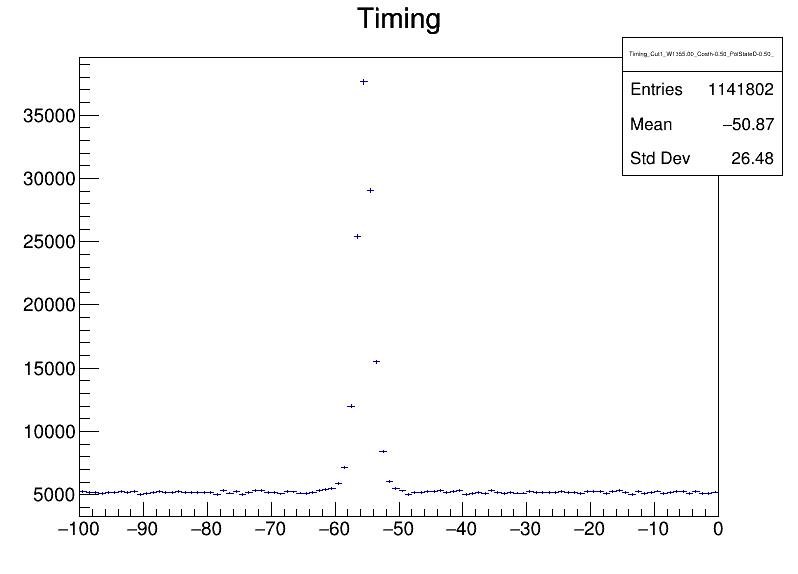 Timing
Timing_Cut1_W1355.00_Costh-0.50_PolStateD-0.50_
Entries 1141802
Mean −50.87
Std Dev 26.48
35000
30000
25000
20000
15000
10000
5000
−100 −90 −80 −70 −60 −50 −40 −30 −20 −10 0